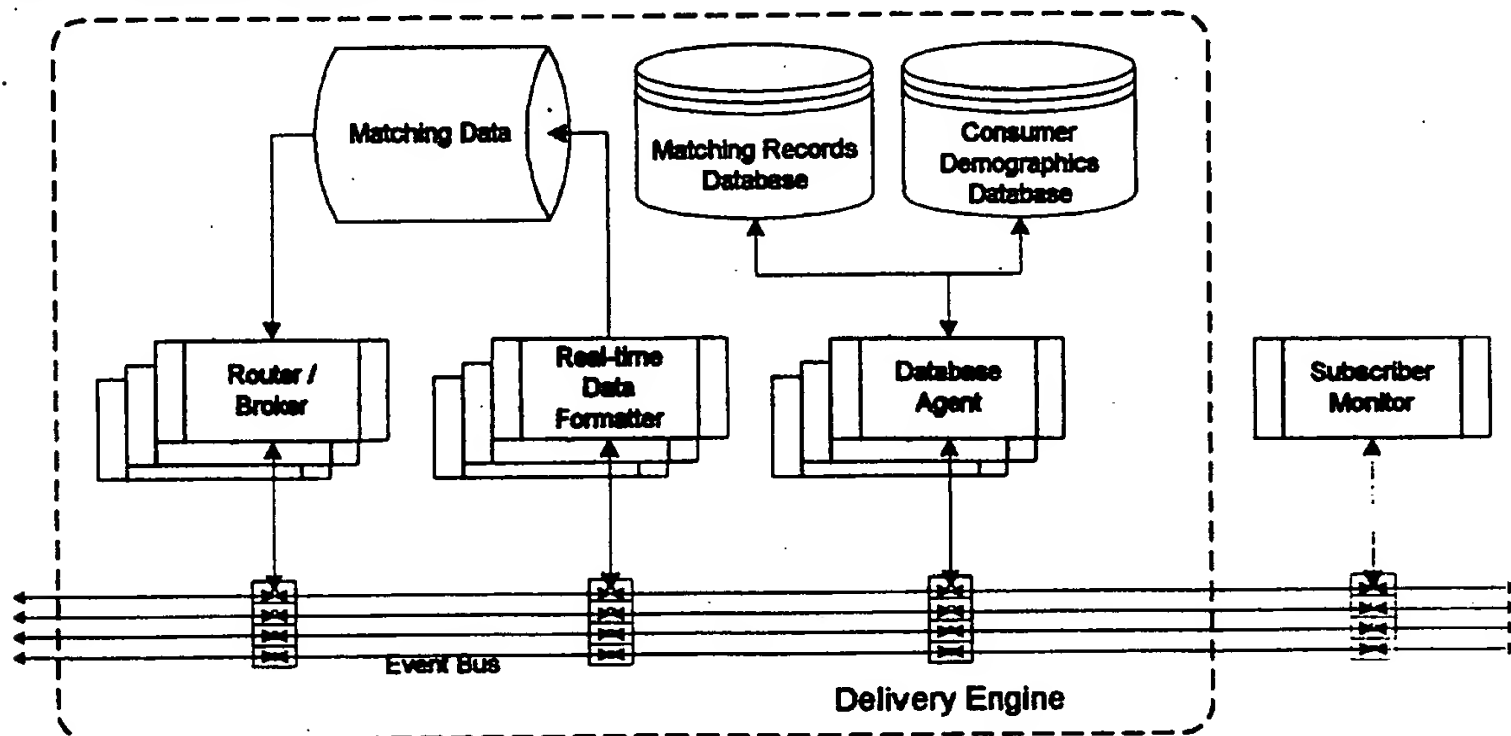 Matching Data
Matching Records
Database
Consumer
Demographics
Database
Router /
Broker
Real-time
Data
Formatter
Database
Agent
Subscriber
Monitor
Event Bus
Delivery Engine